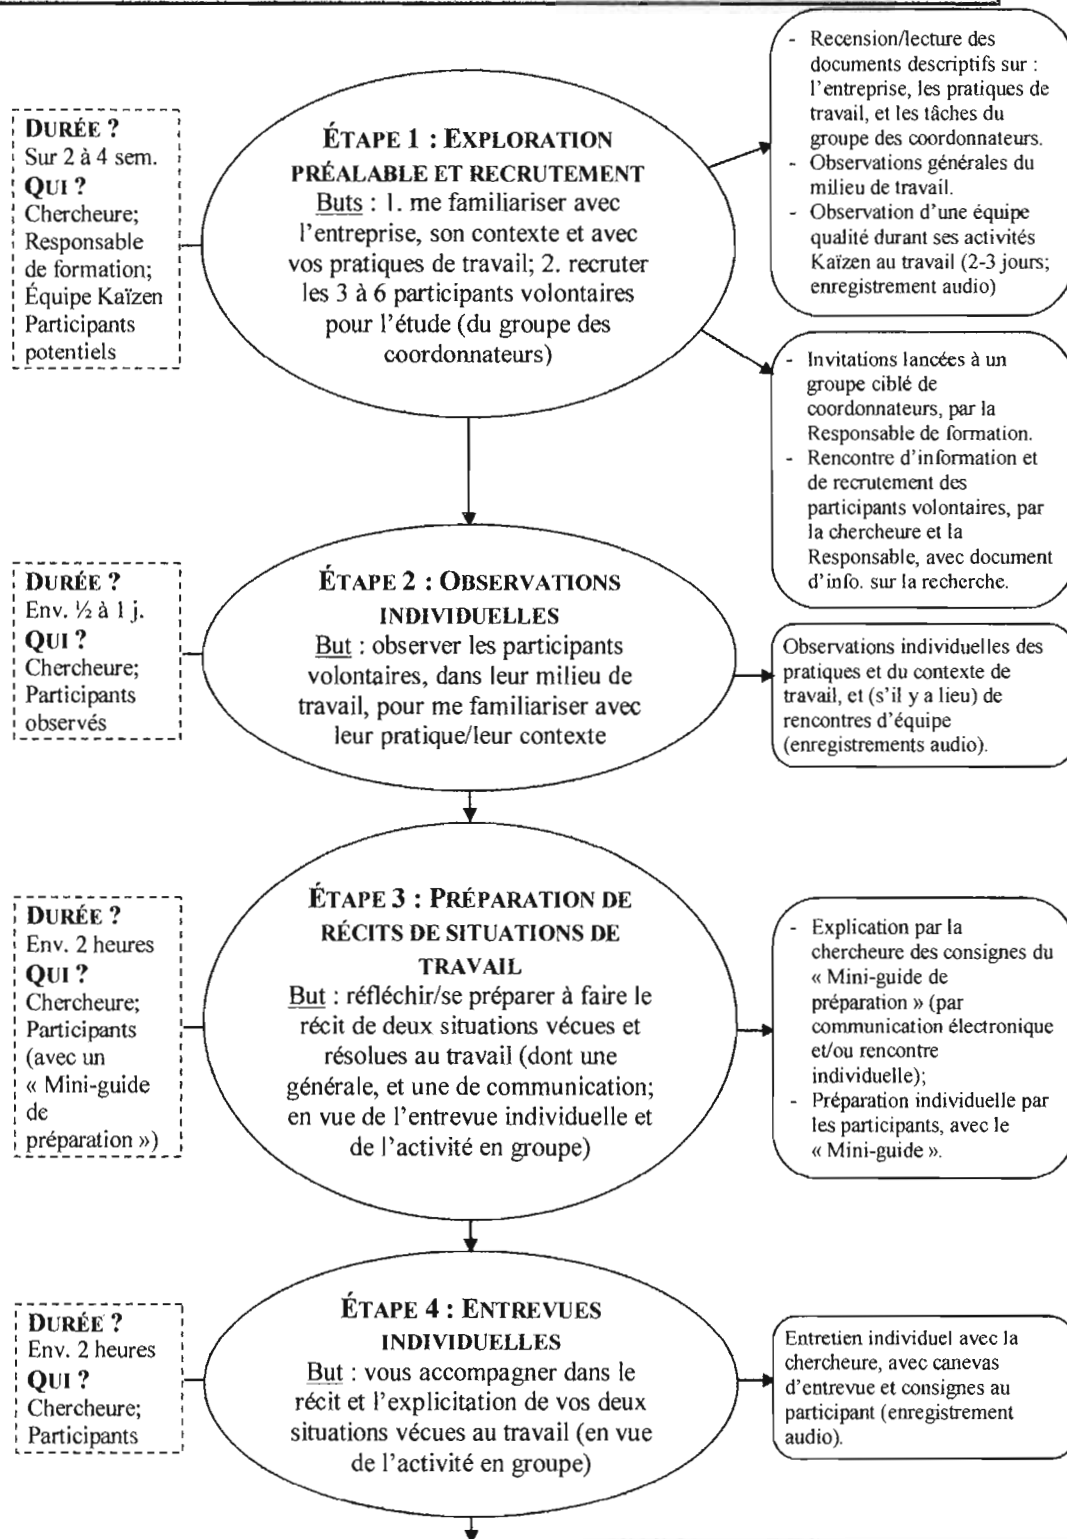 DURÉE ?
Sur 2 à 4 sem.
QUI ?
Chercheure;
Responsable
de formation;
Équipe Kaïzen
Participants
potentiels
ÉTAPE 1 : EXPLORATION
PRÉALABLE ET RECRUTEMENT
Buts : 1. me familiariser avec
l'entreprise, son contexte et avec
vos pratiques de travail; 2. recruter
les 3 à 6 participants volontaires
pour l'étude (du groupe des
coordonnateurs)
- Recension/lecture des
documents descriptifs sur :
l'entreprise, les pratiques de
travail, et les tâches du
groupe des coordonnateurs.
- Observations générales du
milieu de travail.
- Observation d'une équipe
qualité durant ses activités
Kaïzen au travail (2-3 jours;
enregistrement audio)
- Invitations lancées à un
groupe ciblé de
coordonnateurs, par la
Responsable de formation.
- Rencontre d'information et
de recrutement des
participants volontaires, par
la chercheure et la
Responsable, avec document
d'info. sur la recherche.
DURÉE ?
Env. ½ à 1 j.
QUI ?
Chercheure;
Participants
observés
ÉTAPE 2 : OBSERVATIONS
INDIVIDUELLES
But : observer les participants
volontaires, dans leur milieu de
travail, pour me familiariser avec
leur pratique/leur contexte
Observations individuelles des
pratiques et du contexte de
travail, et (s'il y a lieu) de
rencontres d'équipe
(enregistrements audio).
DURÉE ?
Env. 2 heures
QUI ?
Chercheure;
Participants
(avec un
« Mini-guide
de
préparation »)
ÉTAPE 3 : PRÉPARATION DE
RÉCITS DE SITUATIONS DE
TRAVAIL
But : réfléchir/se préparer à faire le
récit de deux situations vécues et
résolues au travail (dont une
générale, et une de communication;
en vue de l'entrevue individuelle et
de l'activité en groupe)
- Explication par la
chercheure des consignes du
« Mini-guide de
préparation » (par
communication électronique
et/ou rencontre
individuelle);
- Préparation individuelle par
les participants, avec le
« Mini-guide ».
DURÉE ?
Env. 2 heures
QUI ?
Chercheure;
Participants
ÉTAPE 4 : ENTREVUES
INDIVIDUELLES
But : vous accompagner dans le
récit et l'explicitation de vos deux
situations vécues au travail (en vue
de l'activité en groupe)
Entretien individuel avec la
chercheure, avec canevas
d'entrevue et consignes au
participant (enregistrement
audio).